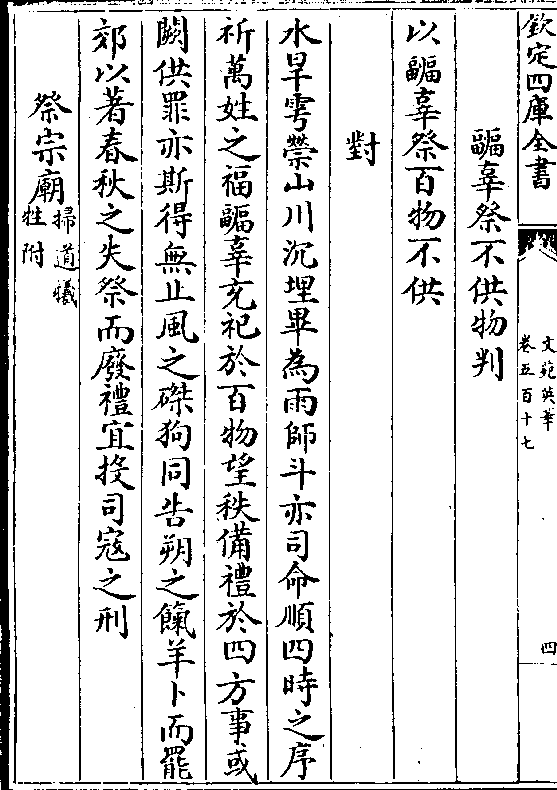 欽定四庫全書
文苑英華
卷五百十七
四
疈辜祭不供物判
以疈辜祭百物不供
對
水旱雩禜山川沉埋畢為雨師斗亦司命順四時之序
祈萬姓之福疈辜充祀於百物望秩備禮於四方事或
闕供罪亦斯得無止風之磔狗同告朔之餼羊卜而罷
郊以著春秋之失祭而廢禮宜投司寇之刑
祭宗廟掃道犧
牲附